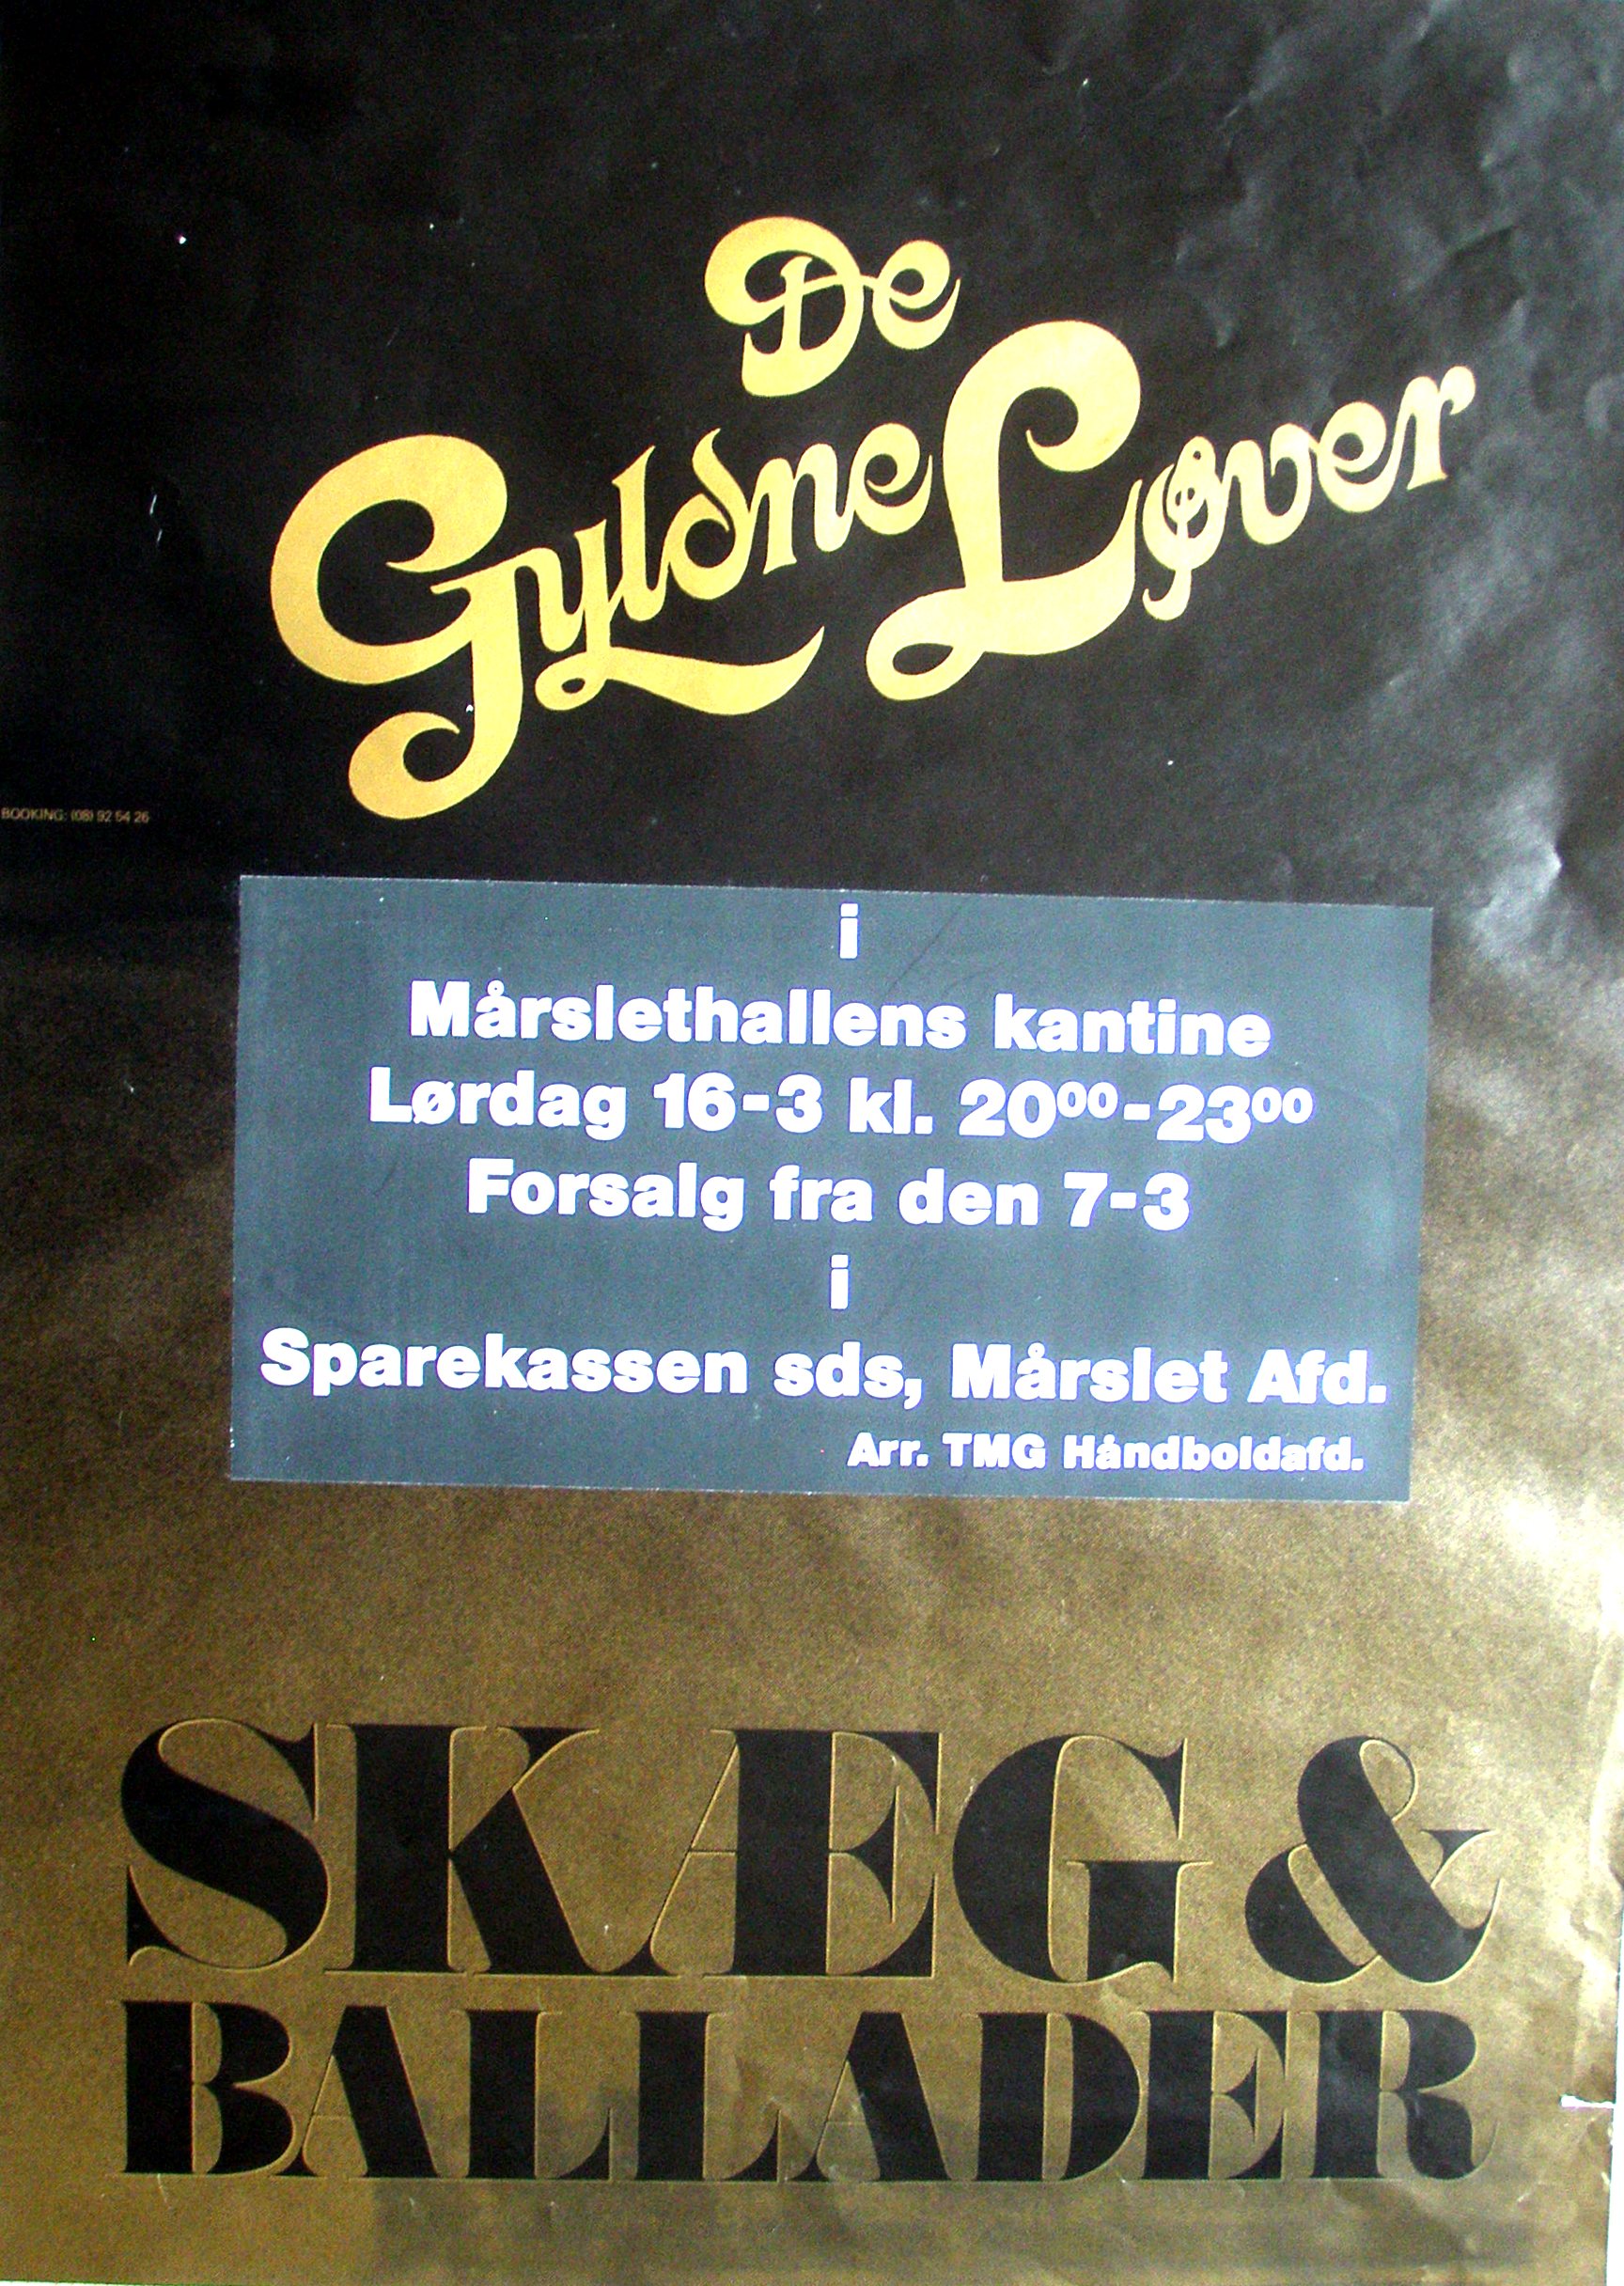 De
Gyldne Løver
BOOKING: (08) 92 54 26
i
Mårslethallens kantine
Lørdag 16-3 kl. 20⁰⁰-23⁰⁰
Forsalg fra den 7-3
i
Sparekassen sds, Mårslet Afd.
Arr. TMG Håndboldafd.
SKÆG &
BALLADER